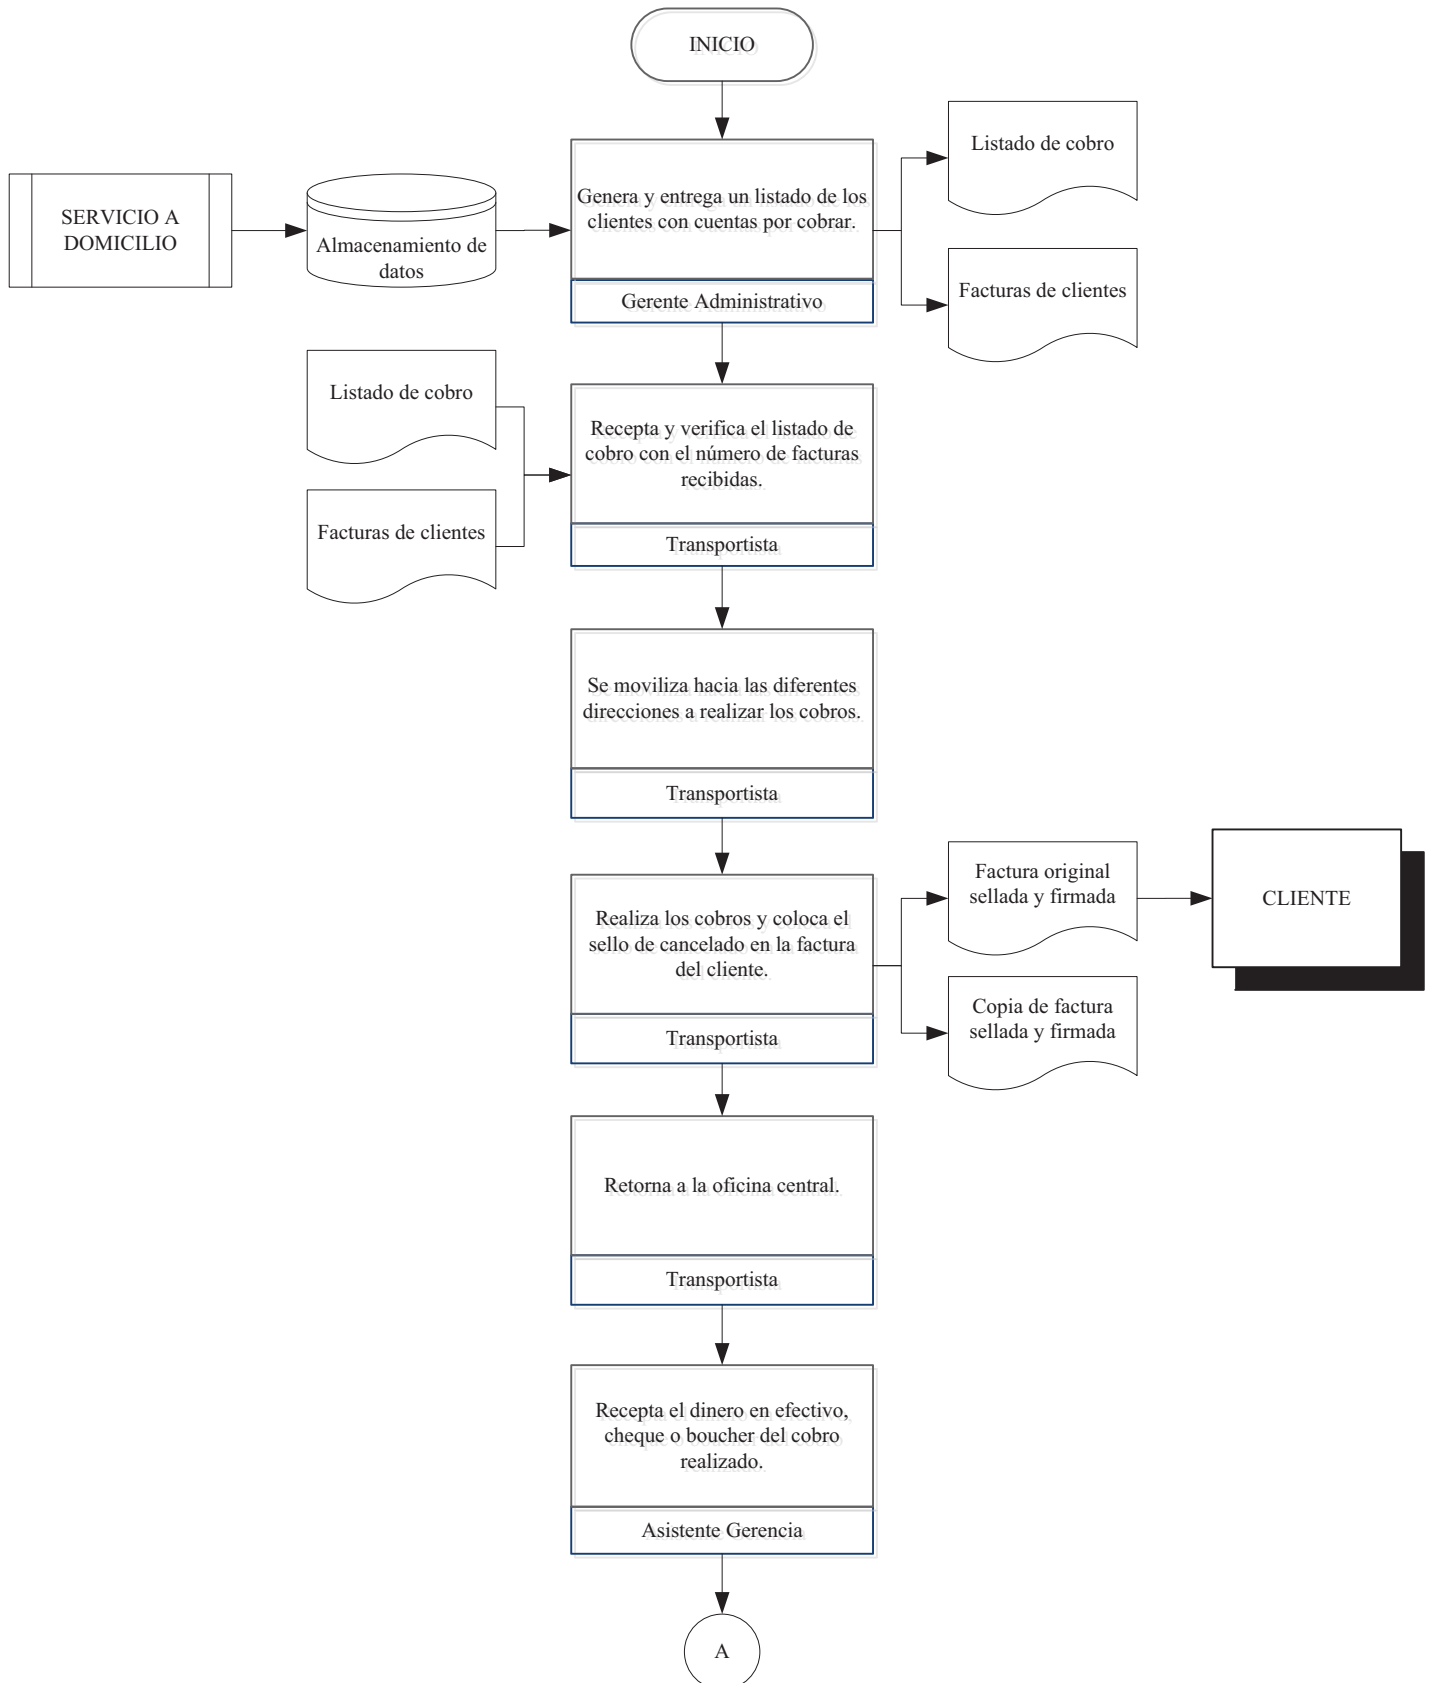 INICIO
Listado de cobro
Genera y entrega un listado de los
clientes con cuentas por cobrar.
SERVICIO A
DOMICILIO
Almacenamiento de
datos
Facturas de clientes
Gerente Administrativo
Listado de cobro
Recepta y verifica el listado de
cobro con el número de facturas
recibidas.
Facturas de clientes
Transportista
Se moviliza hacia las diferentes
direcciones a realizar los cobros.
Transportista
Factura original
sellada y firmada
CLIENTE
Realiza los cobros y coloca el
sello de cancelado en la factura
del cliente.
Copia de factura
sellada y firmada
Transportista
Retorna a la oficina central.
Transportista
Recepta el dinero en efectivo,
cheque o boucher del cobro
realizado.
Asistente Gerencia
A